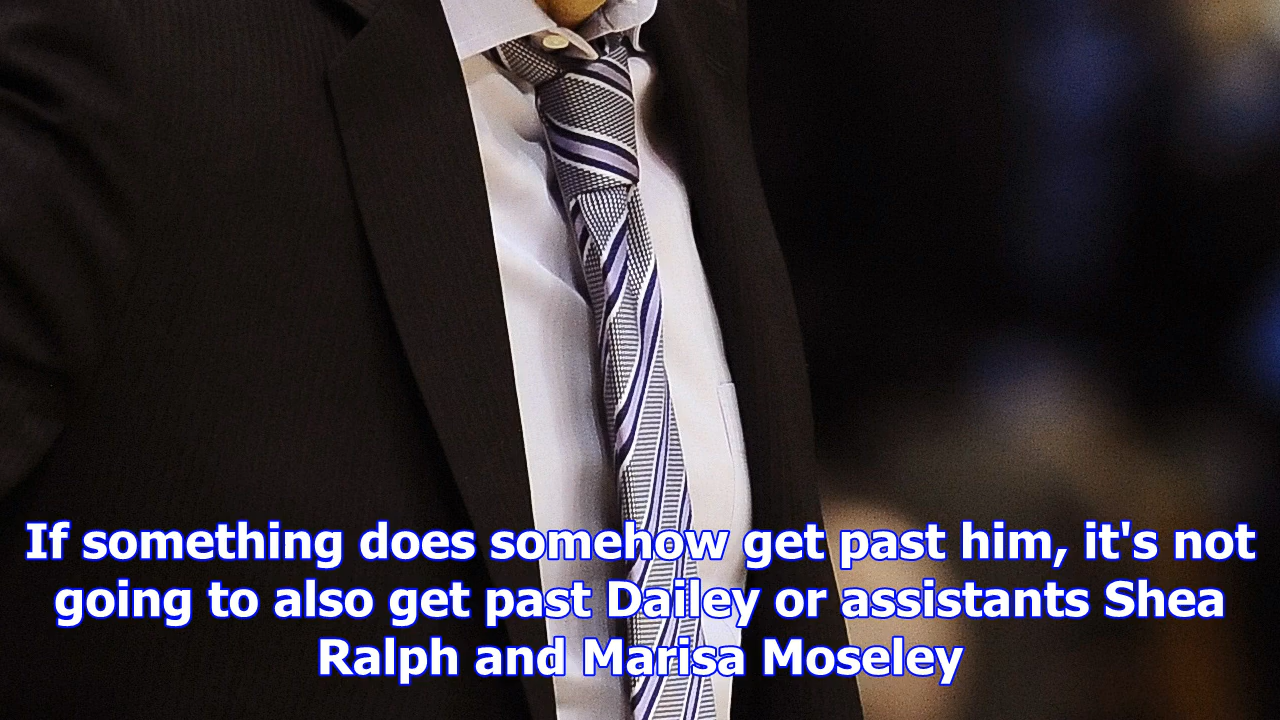 If something does somehow get past him, it's not
going to also get past Dailey or assistants Shea
Ralph and Marisa Moseley